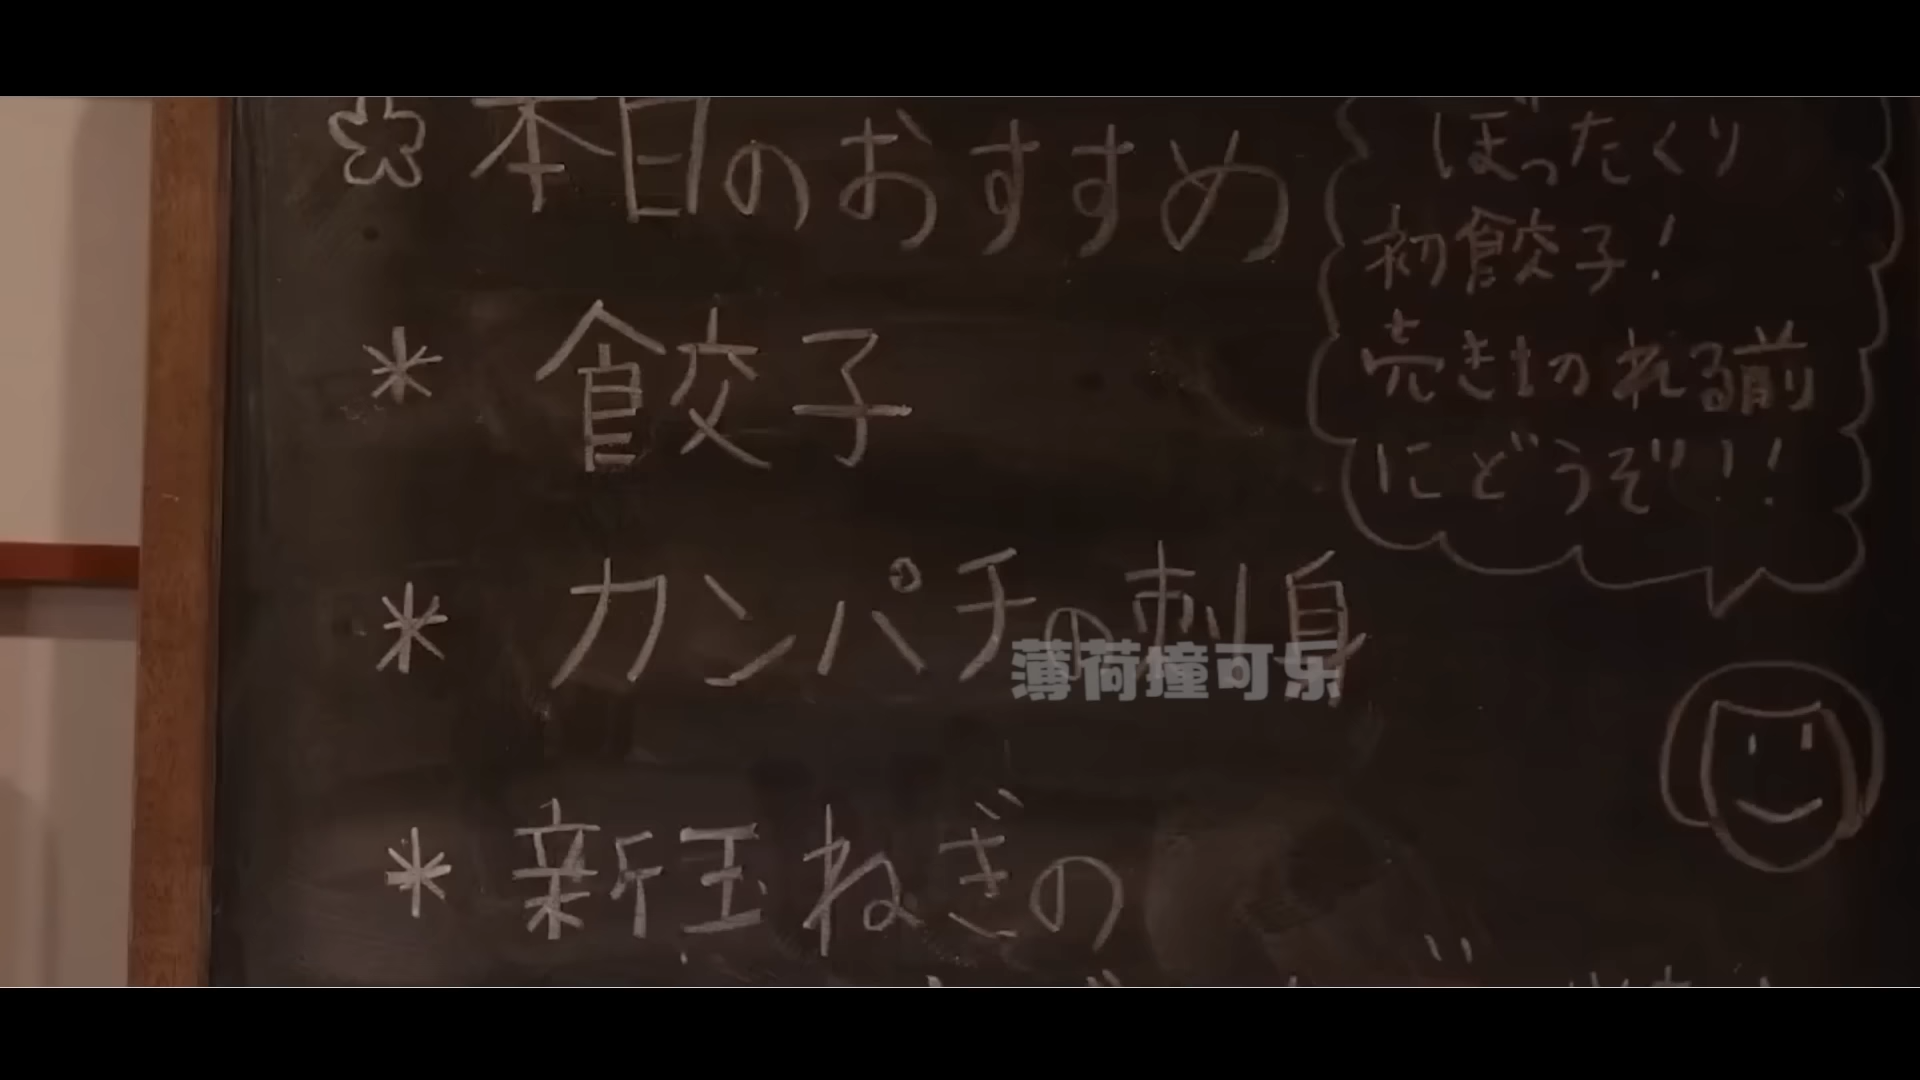 本日のおすすめ
* 餃子
* カンパチの刺身
* 新玉ねぎの
ぼったくり
初餃子!
売り切れる前
にどうぞ!!
薄荷撞可乐